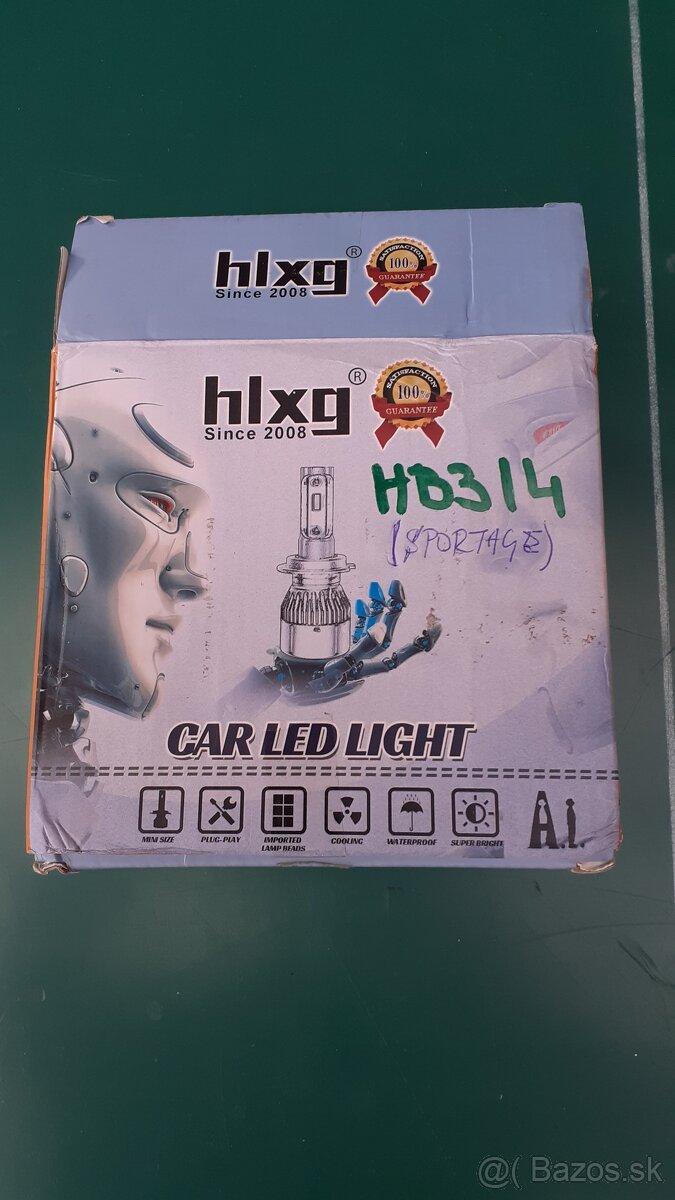 hlxg®
Since 2008
SATISFACTION
100%
GUARANTEE
hlxg®
Since 2008
SATISFACTION
100%
GUARANTEE
HB3/4
(SPORTAGE)
CAR LED LIGHT
MINI SIZE
PLUG-PLAY
IMPORTED
LAMP BEADS
COOLING
WATERPROOF
SUPER BRIGHT
A.i.
@( Bazos.sk